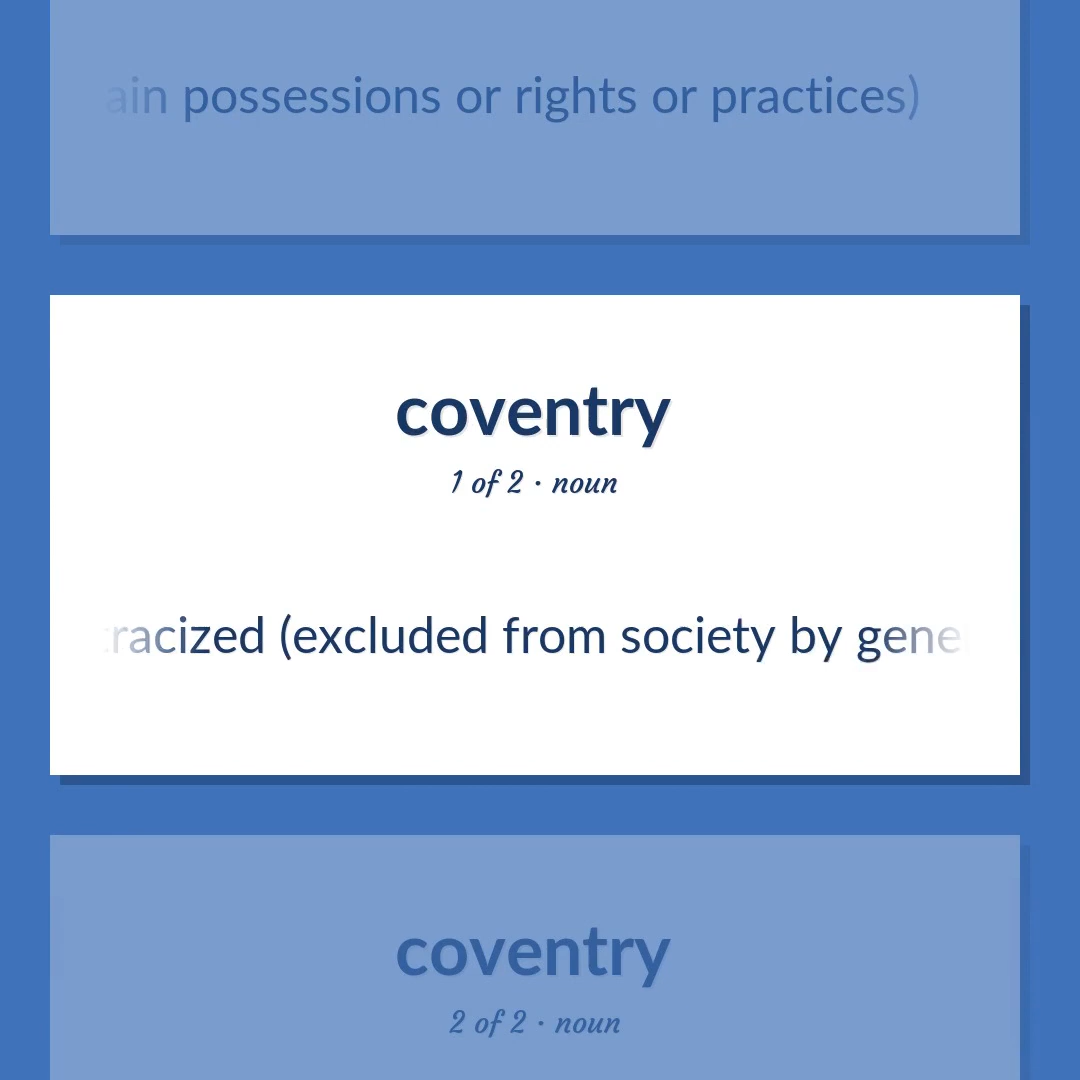 ain possessions or rights or practices)
coventry
1 of 2 · noun
racized (excluded from society by gene
coventry
2 of 2 · noun